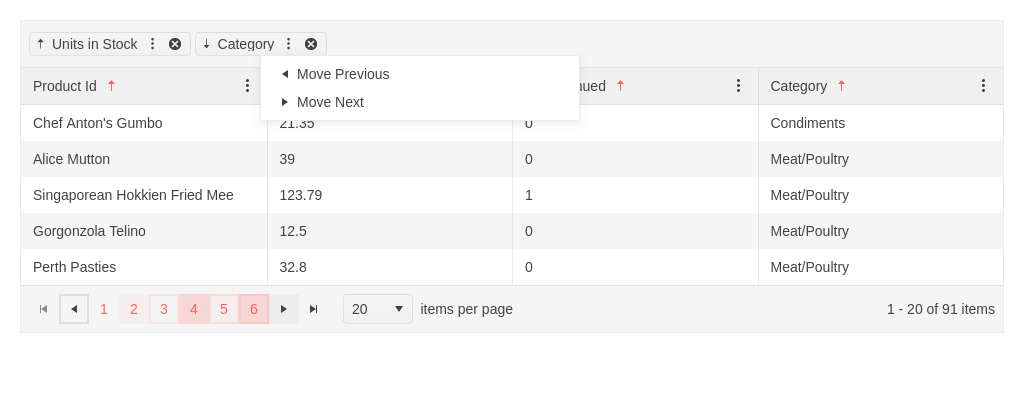 Units in Stock Category
Move Previous
Move Next
Product Id nued Category
Chef Anton's Gumbo 21.35 0 Condiments
Alice Mutton 39 0 Meat/Poultry
Singaporean Hokkien Fried Mee 123.79 1 Meat/Poultry
Gorgonzola Telino 12.5 0 Meat/Poultry
Perth Pasties 32.8 0 Meat/Poultry
1 2 3 4 5 6 20 items per page 1 - 20 of 91 items